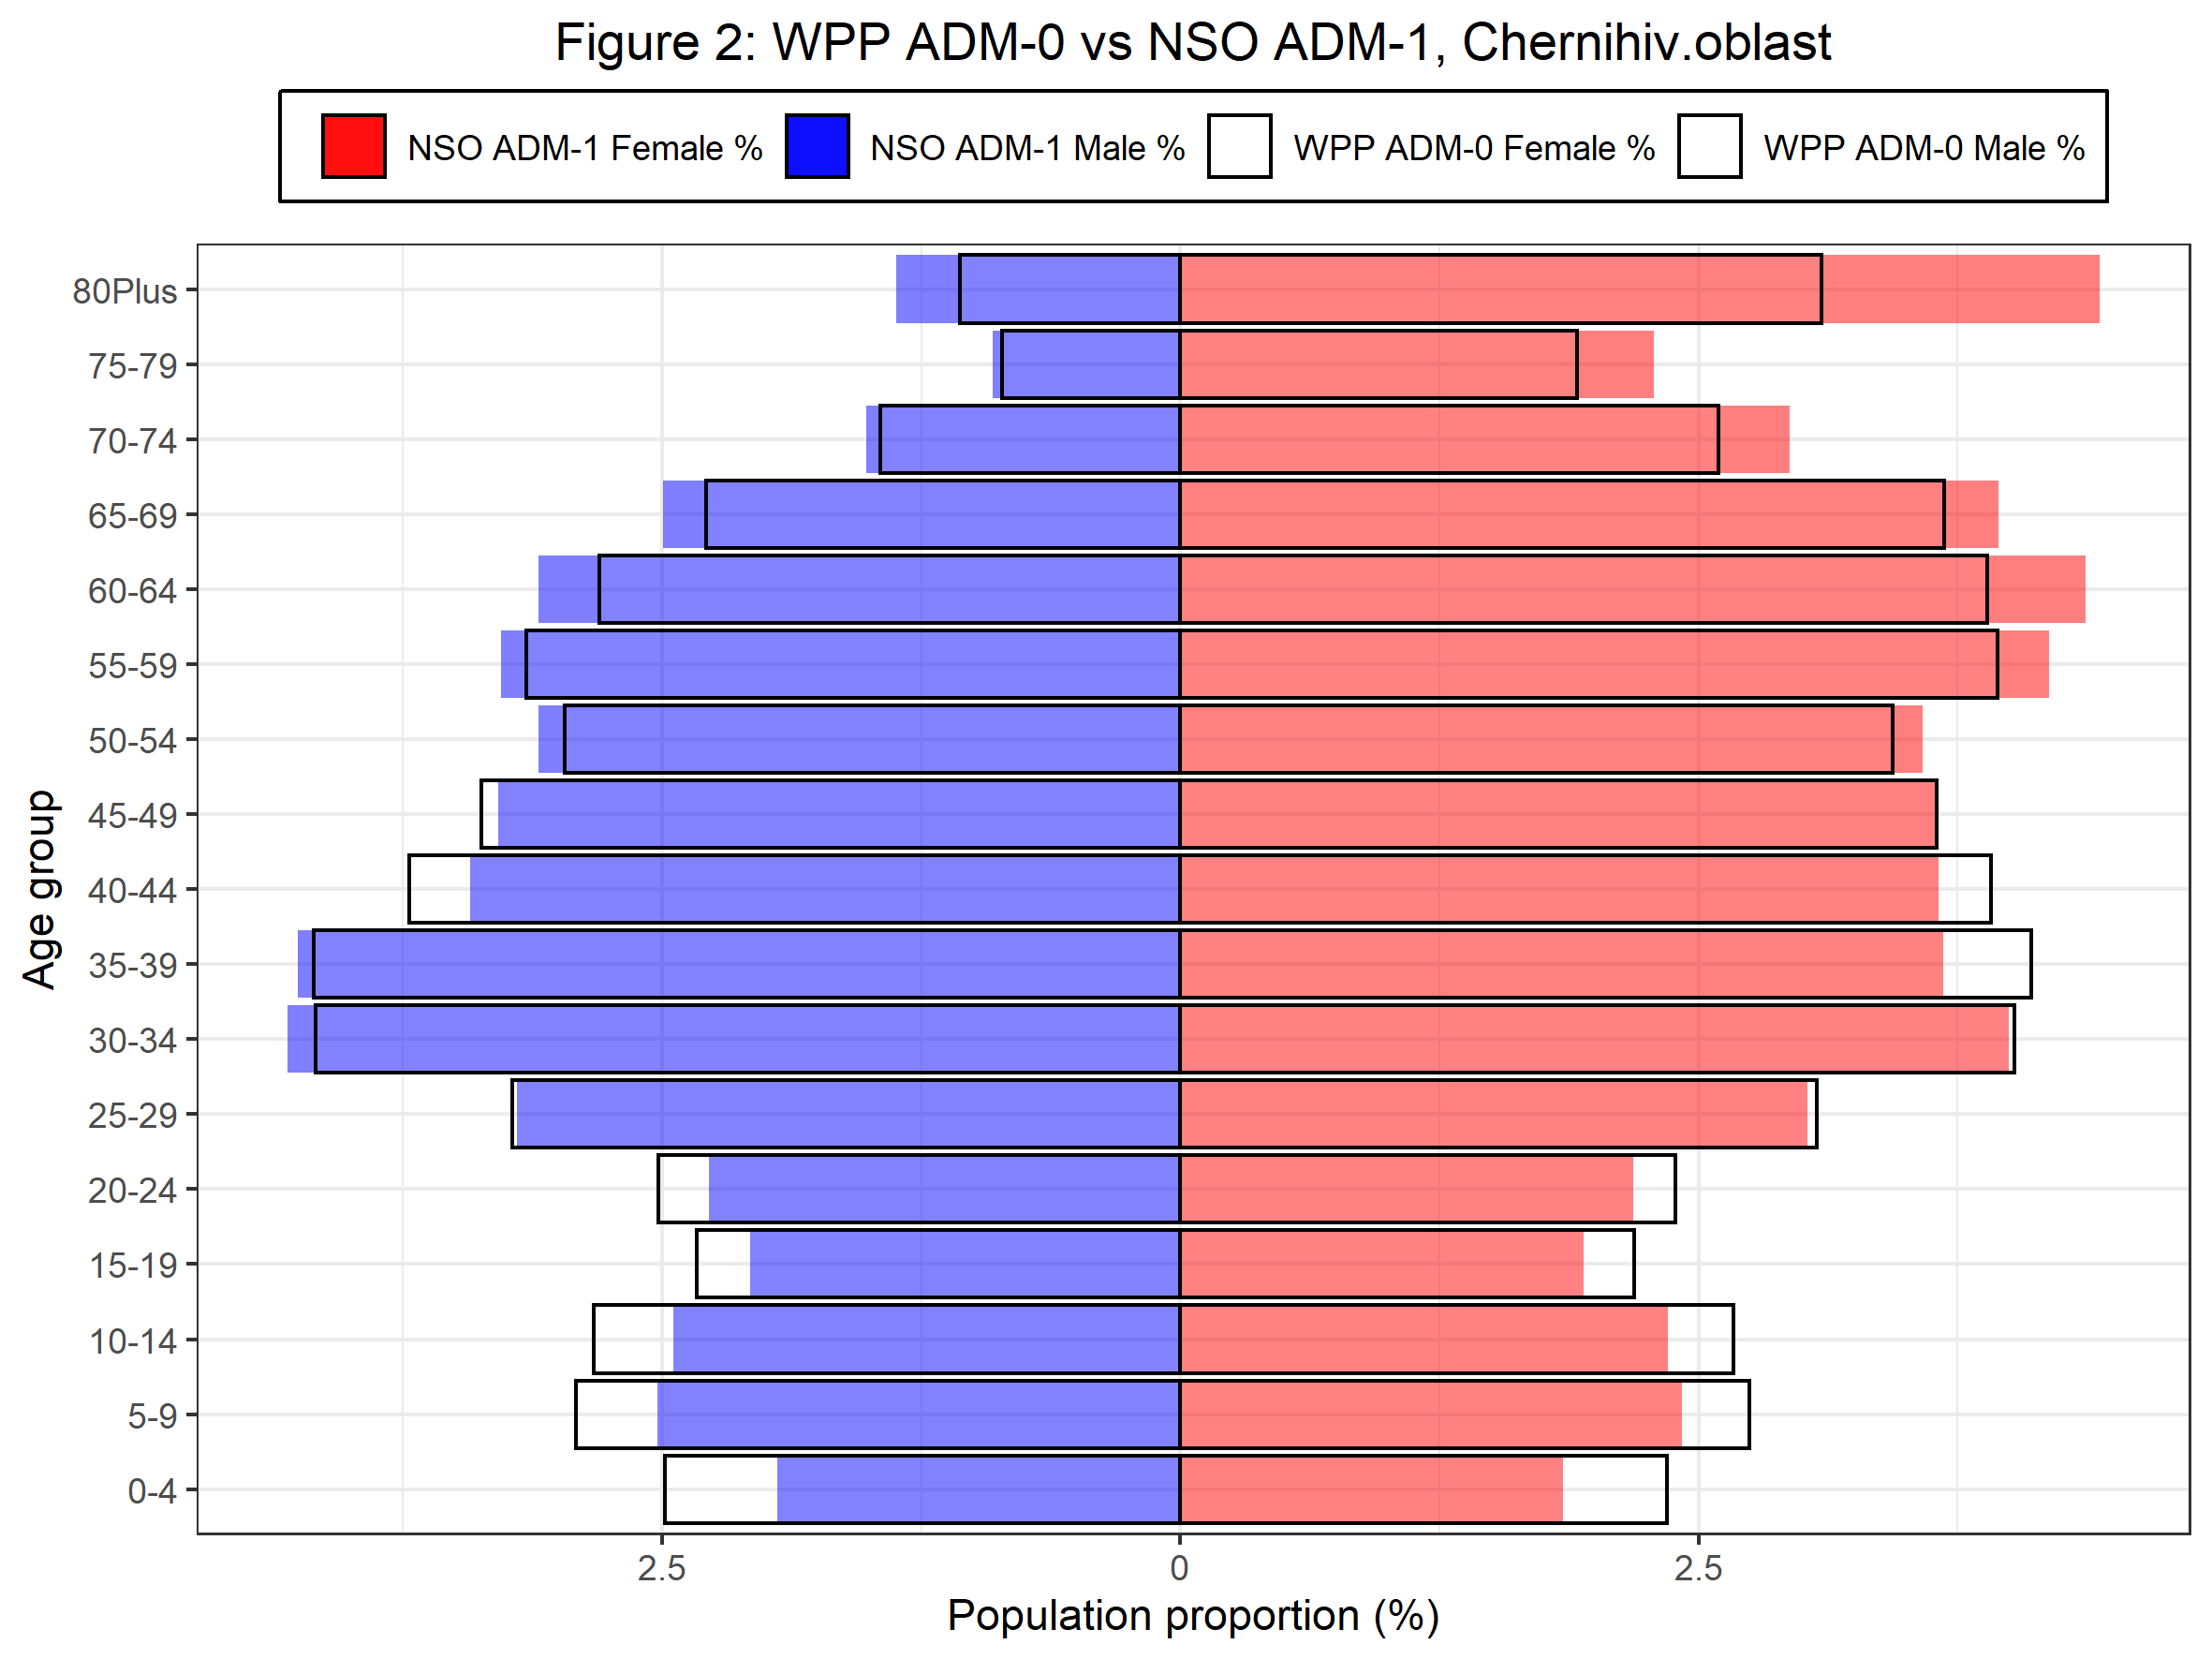 Figure 2: WPP ADM-0 vs NSO ADM-1, Chernihiv.oblast
NSO ADM-1 Female % NSO ADM-1 Male % WPP ADM-0 Female % WPP ADM-0 Male %
80Plus
75-79
70-74
65-69
60-64
55-59
50-54
45-49
40-44
35-39
30-34
25-29
20-24
15-19
10-14
5-9
0-4
Age group
2.5 0 2.5
Population proportion (%)